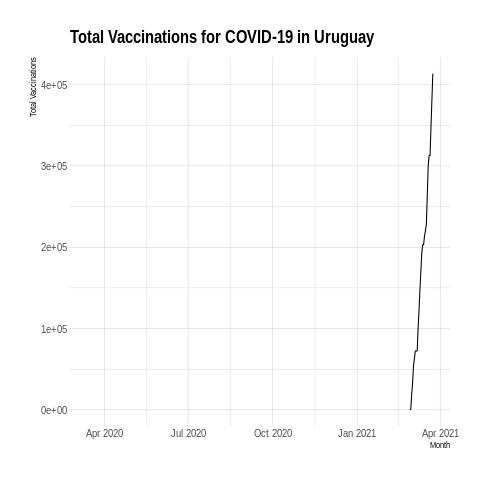 Total Vaccinations for COVID-19 in Uruguay
Total Vaccinations
4e+05
3e+05
2e+05
1e+05
0e+00
Apr 2020 Jul 2020 Oct 2020 Jan 2021 Apr 2021
Month